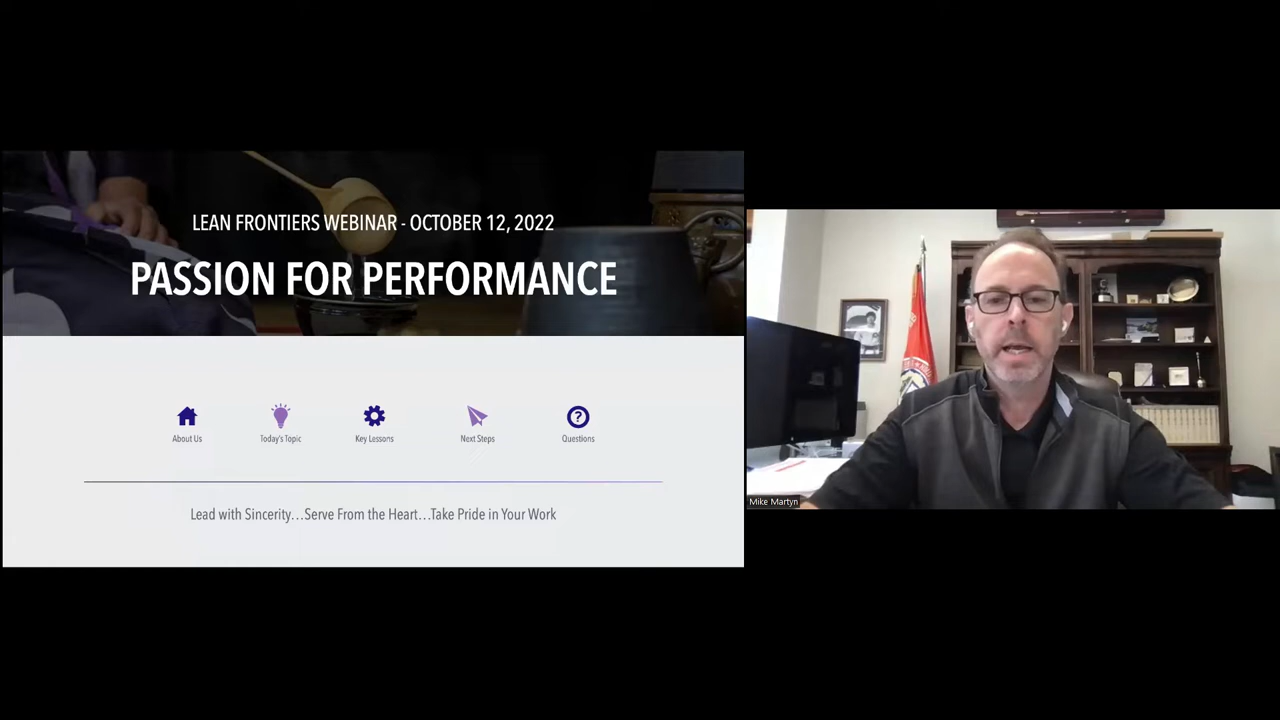 LEAN FRONTIERS WEBINAR - OCTOBER 12, 2022
PASSION FOR PERFORMANCE
About Us
Today's Topic
Key Lessons
Next Steps
Questions
Lead with Sincerity...Serve From the Heart...Take Pride in Your Work
Mike Martyn